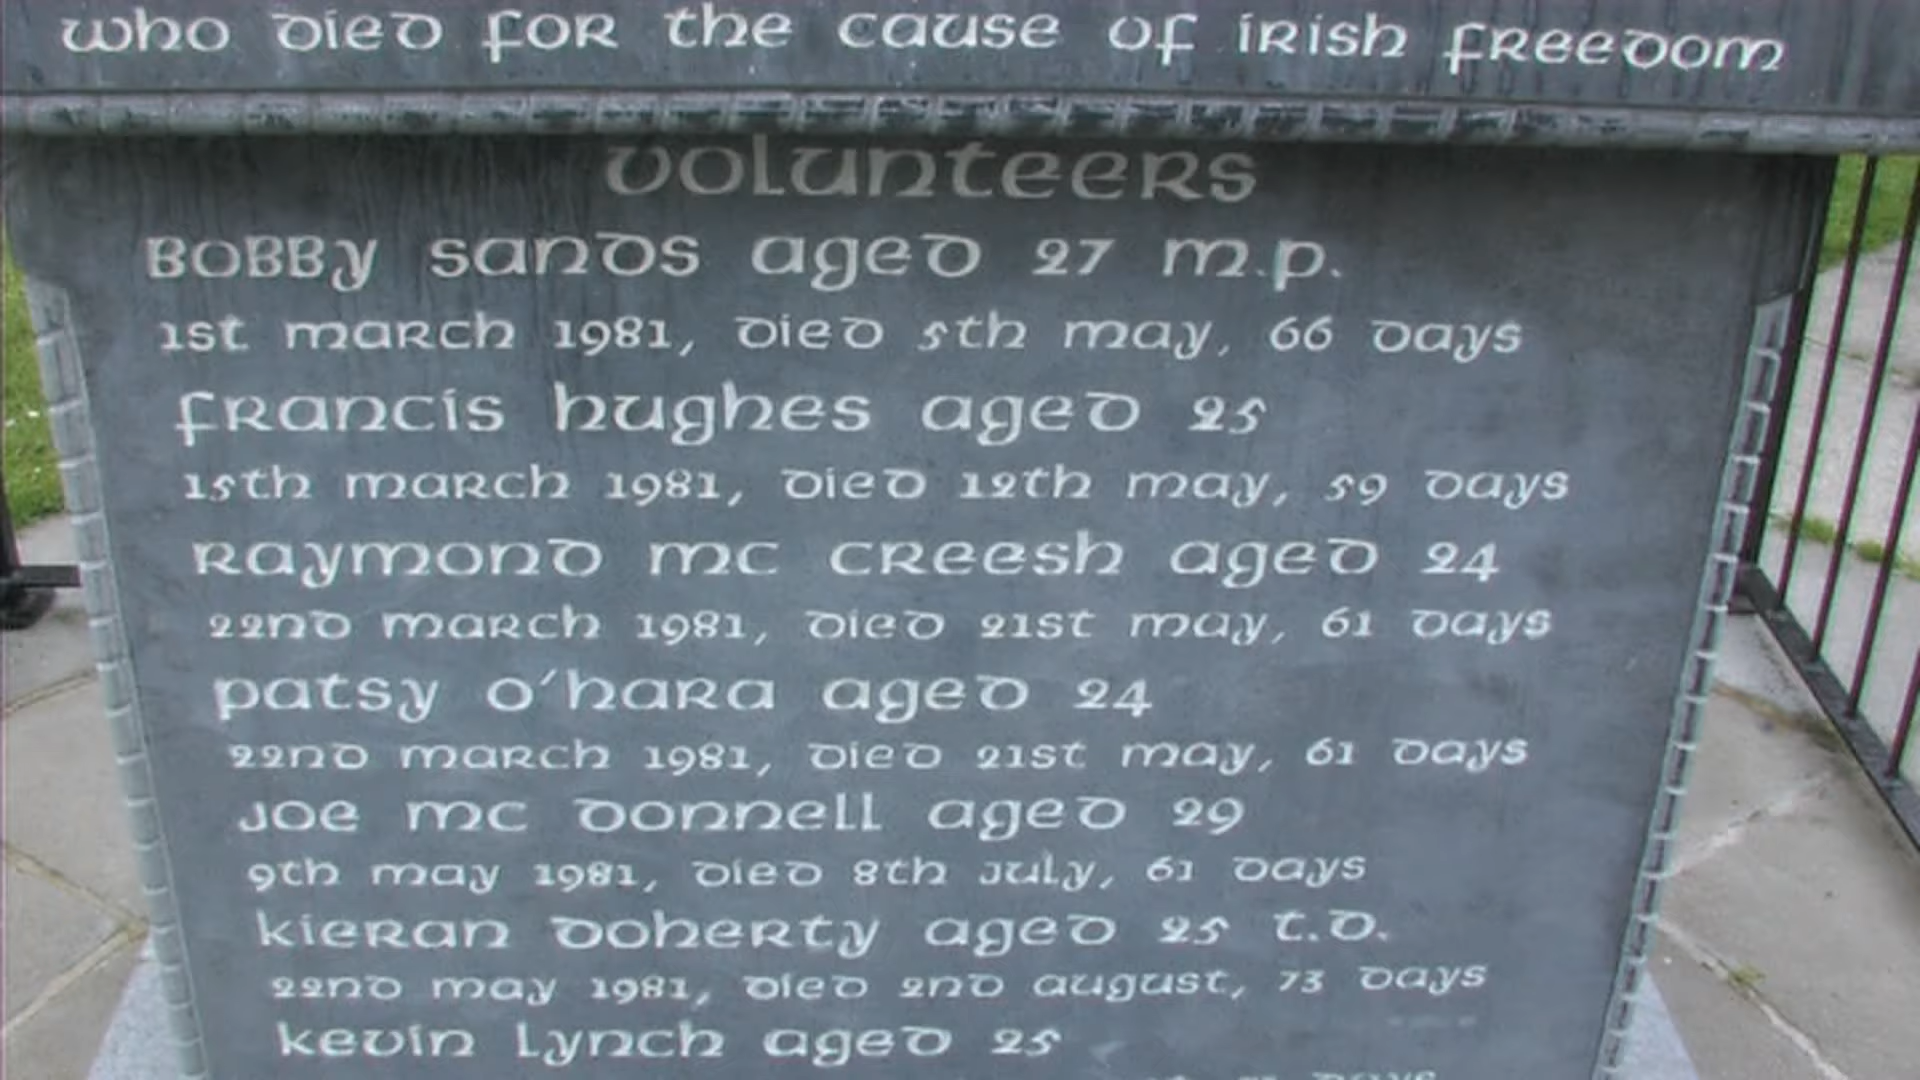 who died for the cause of irish freedom
volunteers
BOBBY sands aged 27 m.p.
1st march 1981, died 5th may, 66 days
francis hughes aged 25
15th march 1981, died 12th may, 59 days
raymond mc creesh aged 24
22nd march 1981, died 21st may, 61 days
patsy o'hara aged 24
22nd march 1981, died 21st may, 61 days
joe mc donnell aged 29
9th may 1981, died 8th july, 61 days
kieran doherty aged 25 t.d.
22nd may 1981, died 2nd august, 73 days
kevin lynch aged 25
days